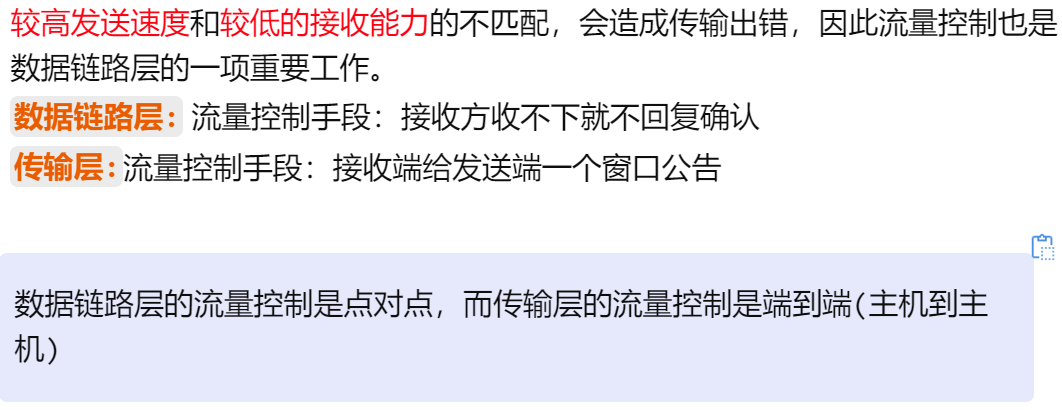 较高发送速度和较低的接收能力的不匹配，会造成传输出错，因此流量控制也是
数据链路层的一项重要工作。
数据链路层：流量控制手段：接收方收不下就不回复确认
传输层：流量控制手段：接收端给发送端一个窗口公告
数据链路层的流量控制是点对点，而传输层的流量控制是端到端(主机到主
机)